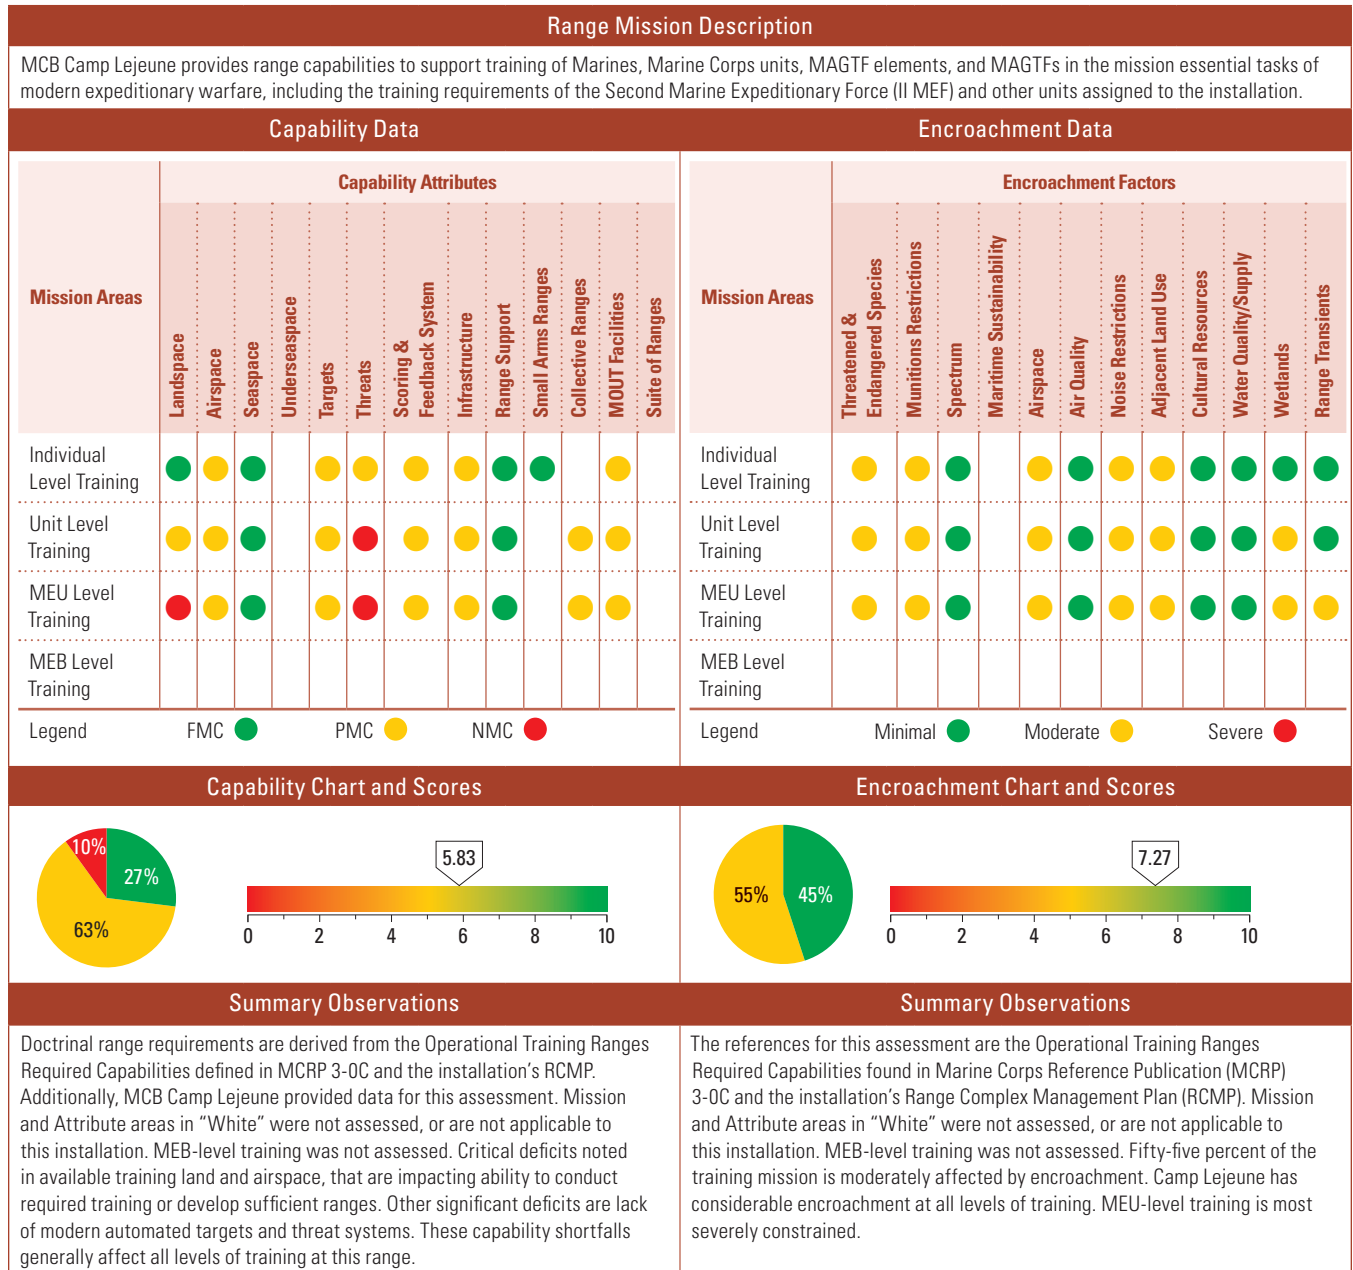 Range Mission Description
MCB Camp Lejeune provides range capabilities to support training of Marines, Marine Corps units, MAGTF elements, and MAGTFs in the mission essential tasks of
modern expeditionary warfare, including the training requirements of the Second Marine Expeditionary Force (II MEF) and other units assigned to the installation.
Capability Data
Mission Areas
Capability Attributes
Landspace
Airspace
Seaspace
Underseaspace
Targets
Threats
Scoring &
Feedback System
Infrastructure
Range Support
Small Arms Ranges
Collective Ranges
MOUT Facilities
Suite of Ranges
Individual
Level Training
Unit Level
Training
MEU Level
Training
MEB Level
Training
Legend FMC PMC NMC
Encroachment Data
Mission Areas
Encroachment Factors
Threatened &
Endangered Species
Munitions Restrictions
Spectrum
Maritime Sustainability
Airspace
Air Quality
Noise Restrictions
Adjacent Land Use
Cultural Resources
Water Quality/Supply
Wetlands
Range Transients
Individual
Level Training
Unit Level
Training
MEU Level
Training
MEB Level
Training
Legend Minimal Moderate Severe
Capability Chart and Scores
10%
27%
63%
5.83
0 2 4 6 8 10
Encroachment Chart and Scores
55% 45%
7.27
0 2 4 6 8 10
Summary Observations
Doctrinal range requirements are derived from the Operational Training Ranges
Required Capabilities defined in MCRP 3-0C and the installation's RCMP.
Additionally, MCB Camp Lejeune provided data for this assessment. Mission
and Attribute areas in “White” were not assessed, or are not applicable to
this installation. MEB-level training was not assessed. Critical deficits noted
in available training land and airspace, that are impacting ability to conduct
required training or develop sufficient ranges. Other significant deficits are lack
of modern automated targets and threat systems. These capability shortfalls
generally affect all levels of training at this range.
Summary Observations
The references for this assessment are the Operational Training Ranges
Required Capabilities found in Marine Corps Reference Publication (MCRP)
3-0C and the installation's Range Complex Management Plan (RCMP). Mission
and Attribute areas in “White” were not assessed, or are not applicable to
this installation. MEB-level training was not assessed. Fifty-five percent of the
training mission is moderately affected by encroachment. Camp Lejeune has
considerable encroachment at all levels of training. MEU-level training is most
severely constrained.